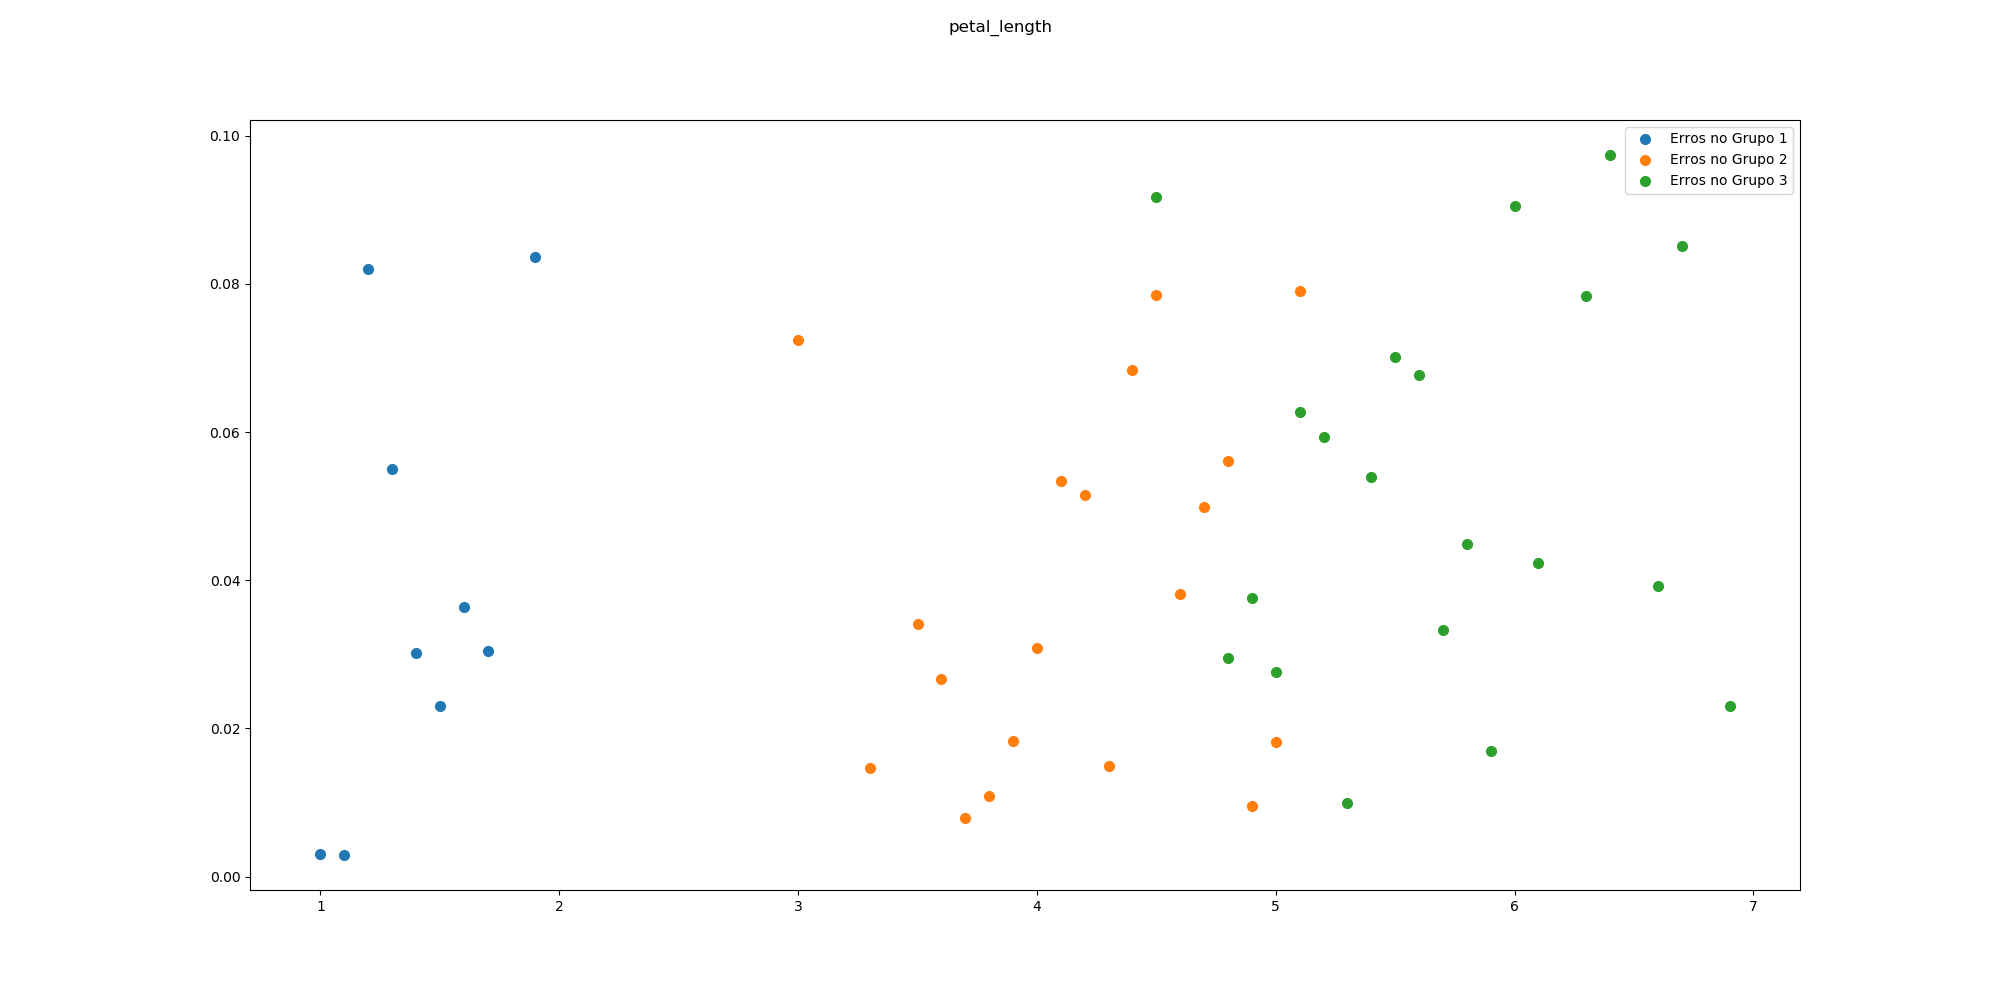 petal_length
0.10
0.08
0.06
0.04
0.02
0.00
1 2 3 4 5 6 7
Erros no Grupo 1
Erros no Grupo 2
Erros no Grupo 3